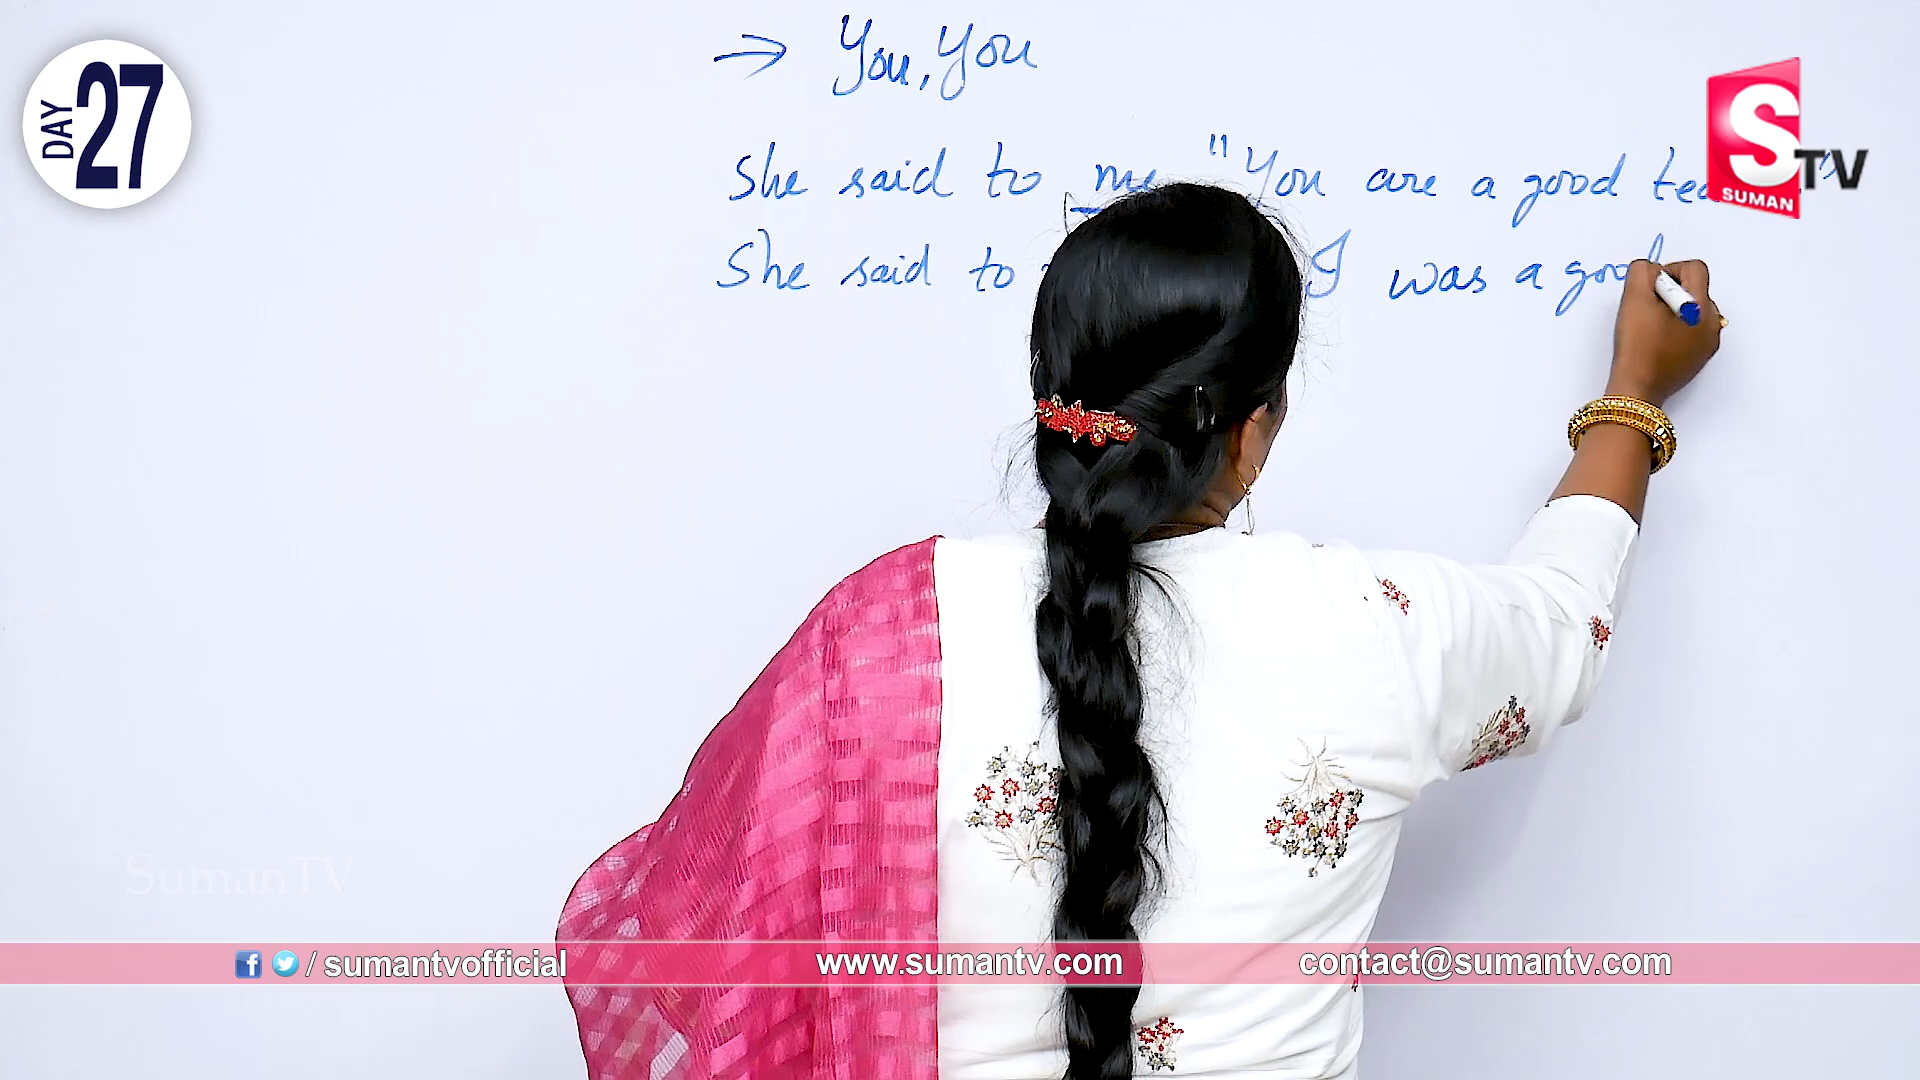 → You, You
DAY 27
She said to me "You are a good
She said to I was a good
S TV
SUMAN
SumanTV
/ sumantvofficial
www.sumantv.com
contact@sumantv.com